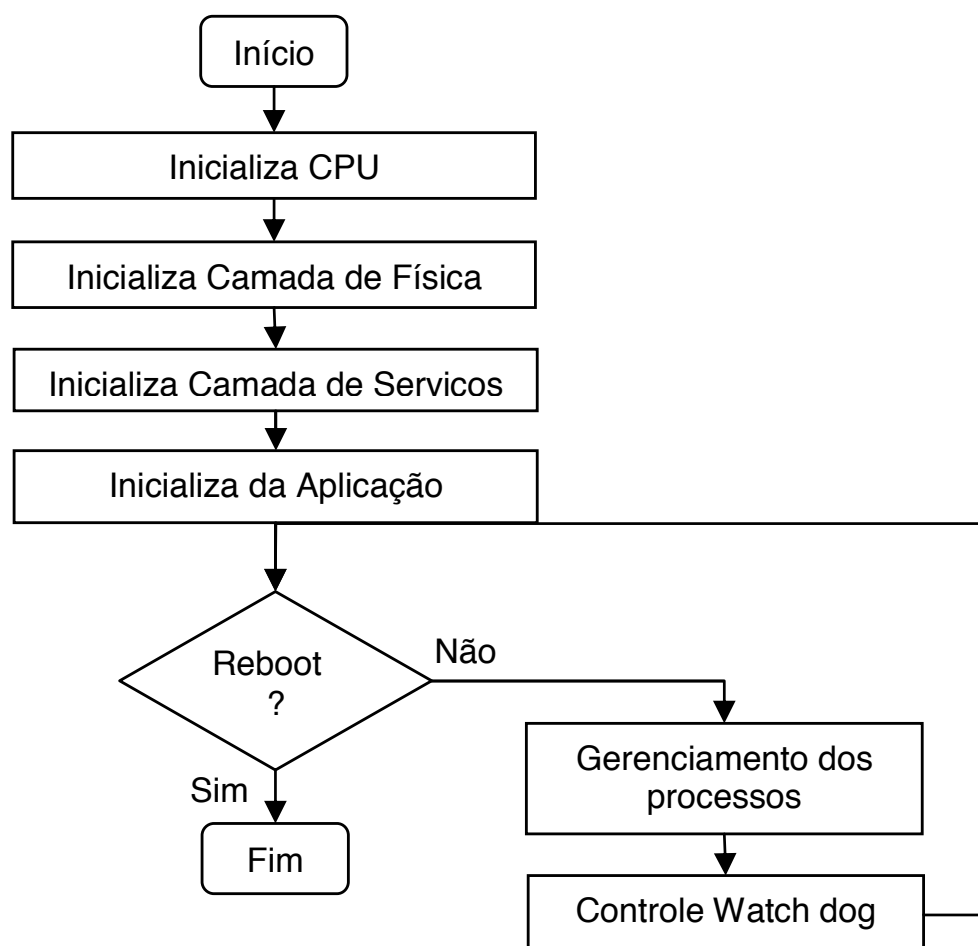 Início
Inicializa CPU
Inicializa Camada de Física
Inicializa Camada de Servicos
Inicializa da Aplicação
Reboot
?
Não
Sim
Gerenciamento dos
processos
Fim
Controle Watch dog